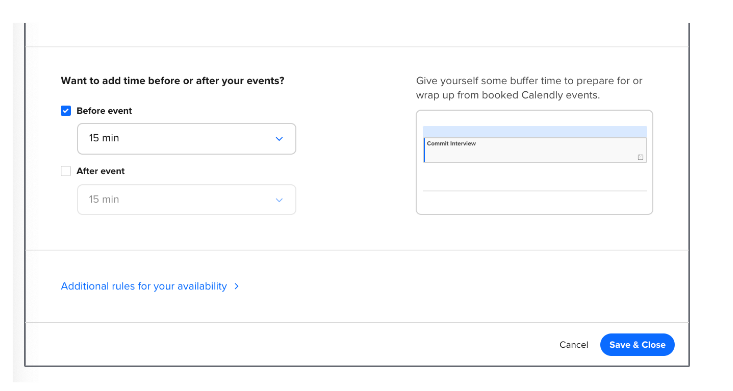 Want to add time before or after your events?
Give yourself some buffer time to prepare for or
wrap up from booked Calendly events.
Before event
15 min
Commit Interview
After event
15 min
Additional rules for your availability >
Cancel
Save & Close